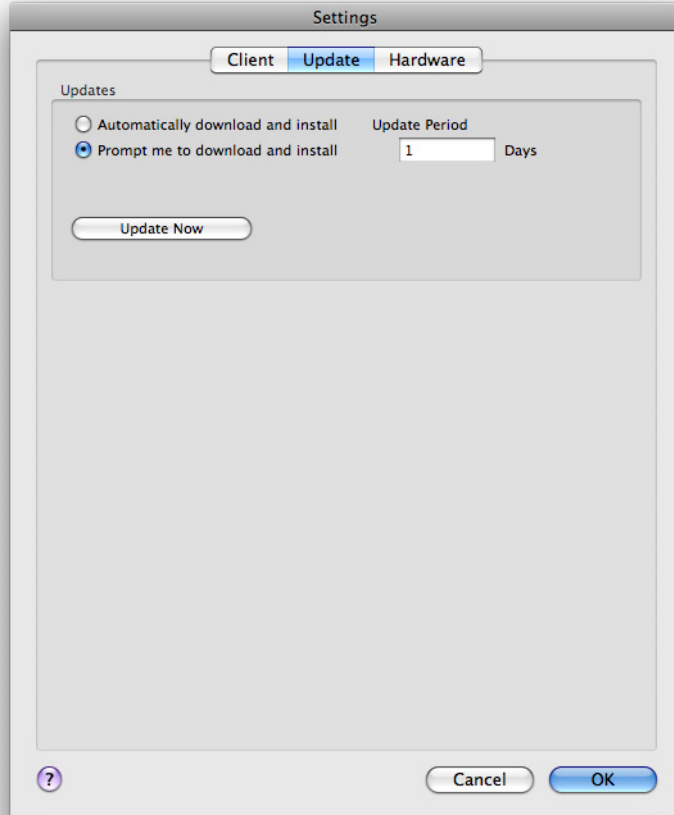 Settings
Client Update Hardware
Updates
Automatically download and install Update Period
Prompt me to download and install 1 Days
Update Now
? Cancel OK